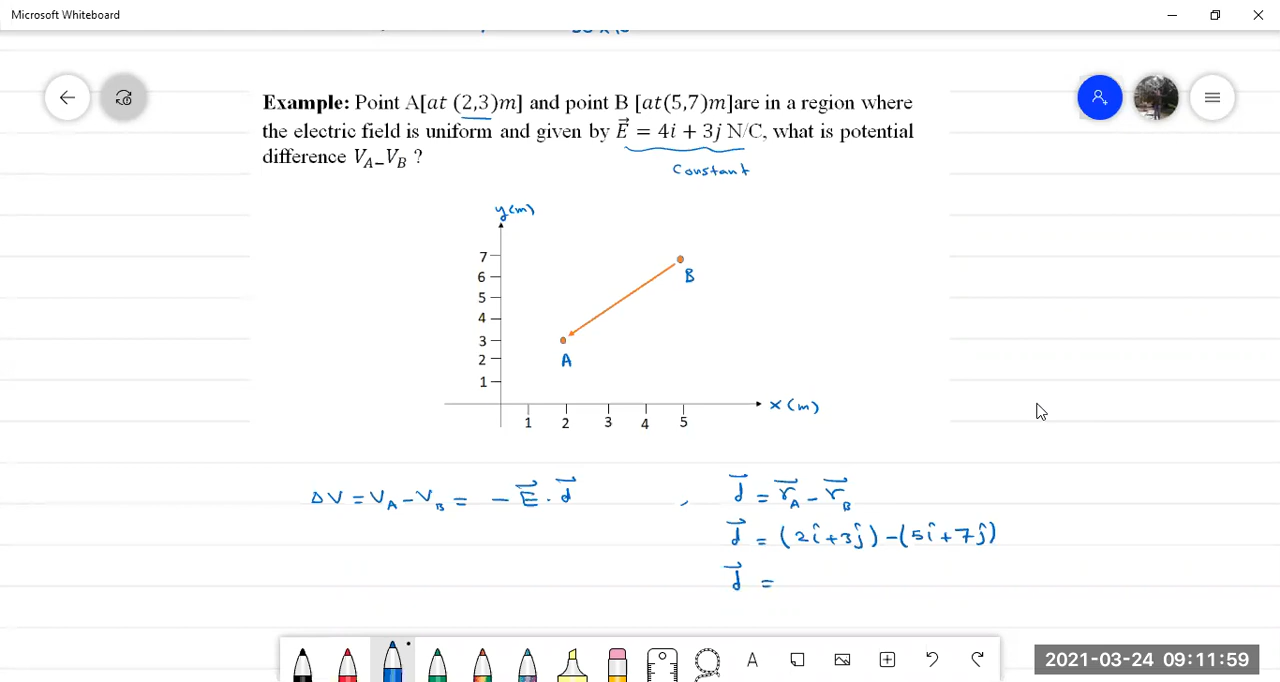 Microsoft Whiteboard
Example: Point A[at (2,3)m] and point B [at(5,7)m]are in a region where
the electric field is uniform and given by E⃗ = 4i + 3j N/C, what is potential
difference V_A_V_B ?
Constant
y(m)
7
6
5
4
3
2
1
B
A
1 2 3 4 5
x (m)
ΔV = V_A - V_B = - E⃗ . d⃗ , d⃗ = r⃗_A - r⃗_B
d⃗ = (2î + 3ĵ) - (5î + 7ĵ)
d⃗ =
A
2021-03-24 09:11:59